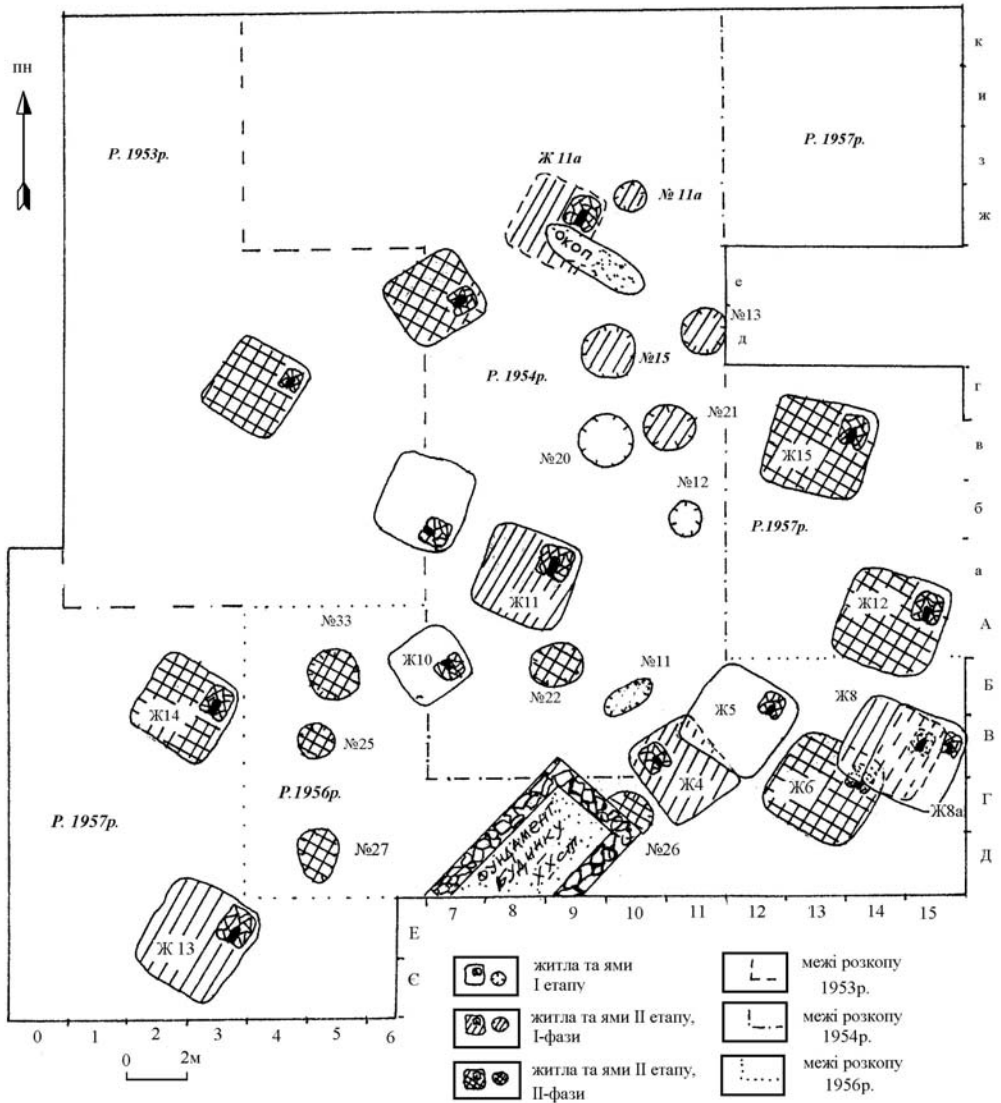 ПН
Р. 1953р.
Р. 1957р.
к
и
з
ж
Ж 11а
№ 11а
ОКОП
е
д
№13
№15
Р. 1954р.
№21
№20
№12
Ж15
Р.1957р.
г
в
б
а
Ж11
Ж12
А
№33
Ж10
№22
№11
Ж5
Ж8
Б
В
Г
Д
Ж14
№25
Р.1956р.
Ж4
Ж6
Ж8а
Р. 1957р.
№27
№26
ФУНДАМЕНТ
БУДИНКУ
ХХст.
Ж 13
7 8 9 10 11 12 13 14 15
Е
Є
0 1 2 3 4 5 6
0 2м
житла та ями
І етапу
житла та ями ІІ етапу,
І-фази
житла та ями ІІ етапу,
ІІ-фази
межі розкопу
1953р.
межі розкопу
1954р.
межі розкопу
1956р.